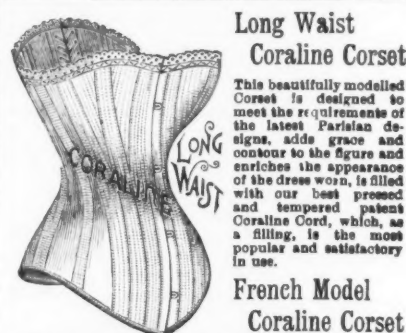 Long Waist
Coraline Corset
This beautifully modelled
Corset is designed to
meet the requirements of
the latest Parisian de-
signs, adds grace and
contour to the figure and
enriches the appearance
of the dress worn, is filled
with our best pressed
and tempered patent
Coraline Cord, which, as
a filling, is the most
popular and satisfactory
in use.
CORALINE
LONG
WAIST
French Model
Coraline Corset